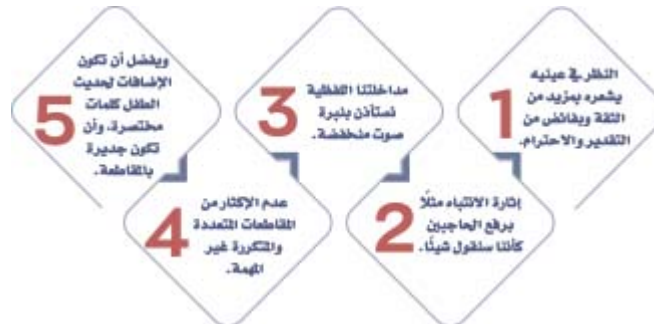 1
النظر في عينيه
يشعره بمزيد من
الثقة وبفائض من
التقدير والاحترام.
2
إثارة الانتباه مثلًا
برفع الحاجبين
كأننا سنقول شيئًا.
3
مداخلتنا اللفظية
نستأذن بنبرة
صوت منخفضة.
4
عدم الإكثار من
المقاطعات المتعددة
والمتكررة غير
المهمة.
5
ويفضل أن تكون
الإضافات لحديث
الطفل كلمات
مختصرة، وأن
تكون جديرة
بالمقاطعة.